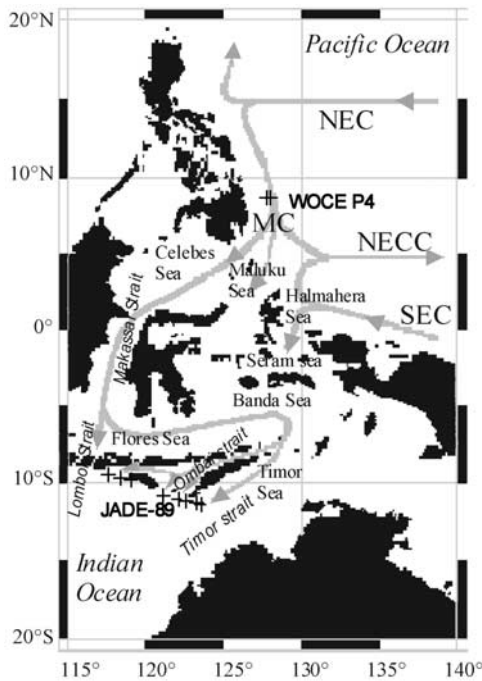 20°N
Pacific Ocean
NEC
10°N
WOCE P4
MC
NECC
Celebes
Sea
Maluku
Sea
Halmahera
Sea
SEC
Makassal Strait
0°
Seram sea
Banda Sea
Flores Sea
Lombok Strait
Ombai strait
10°S
Timor
Sea
JADE-89
Timor strait
Indian
Ocean
20°S
115° 120° 125° 130° 135° 140°